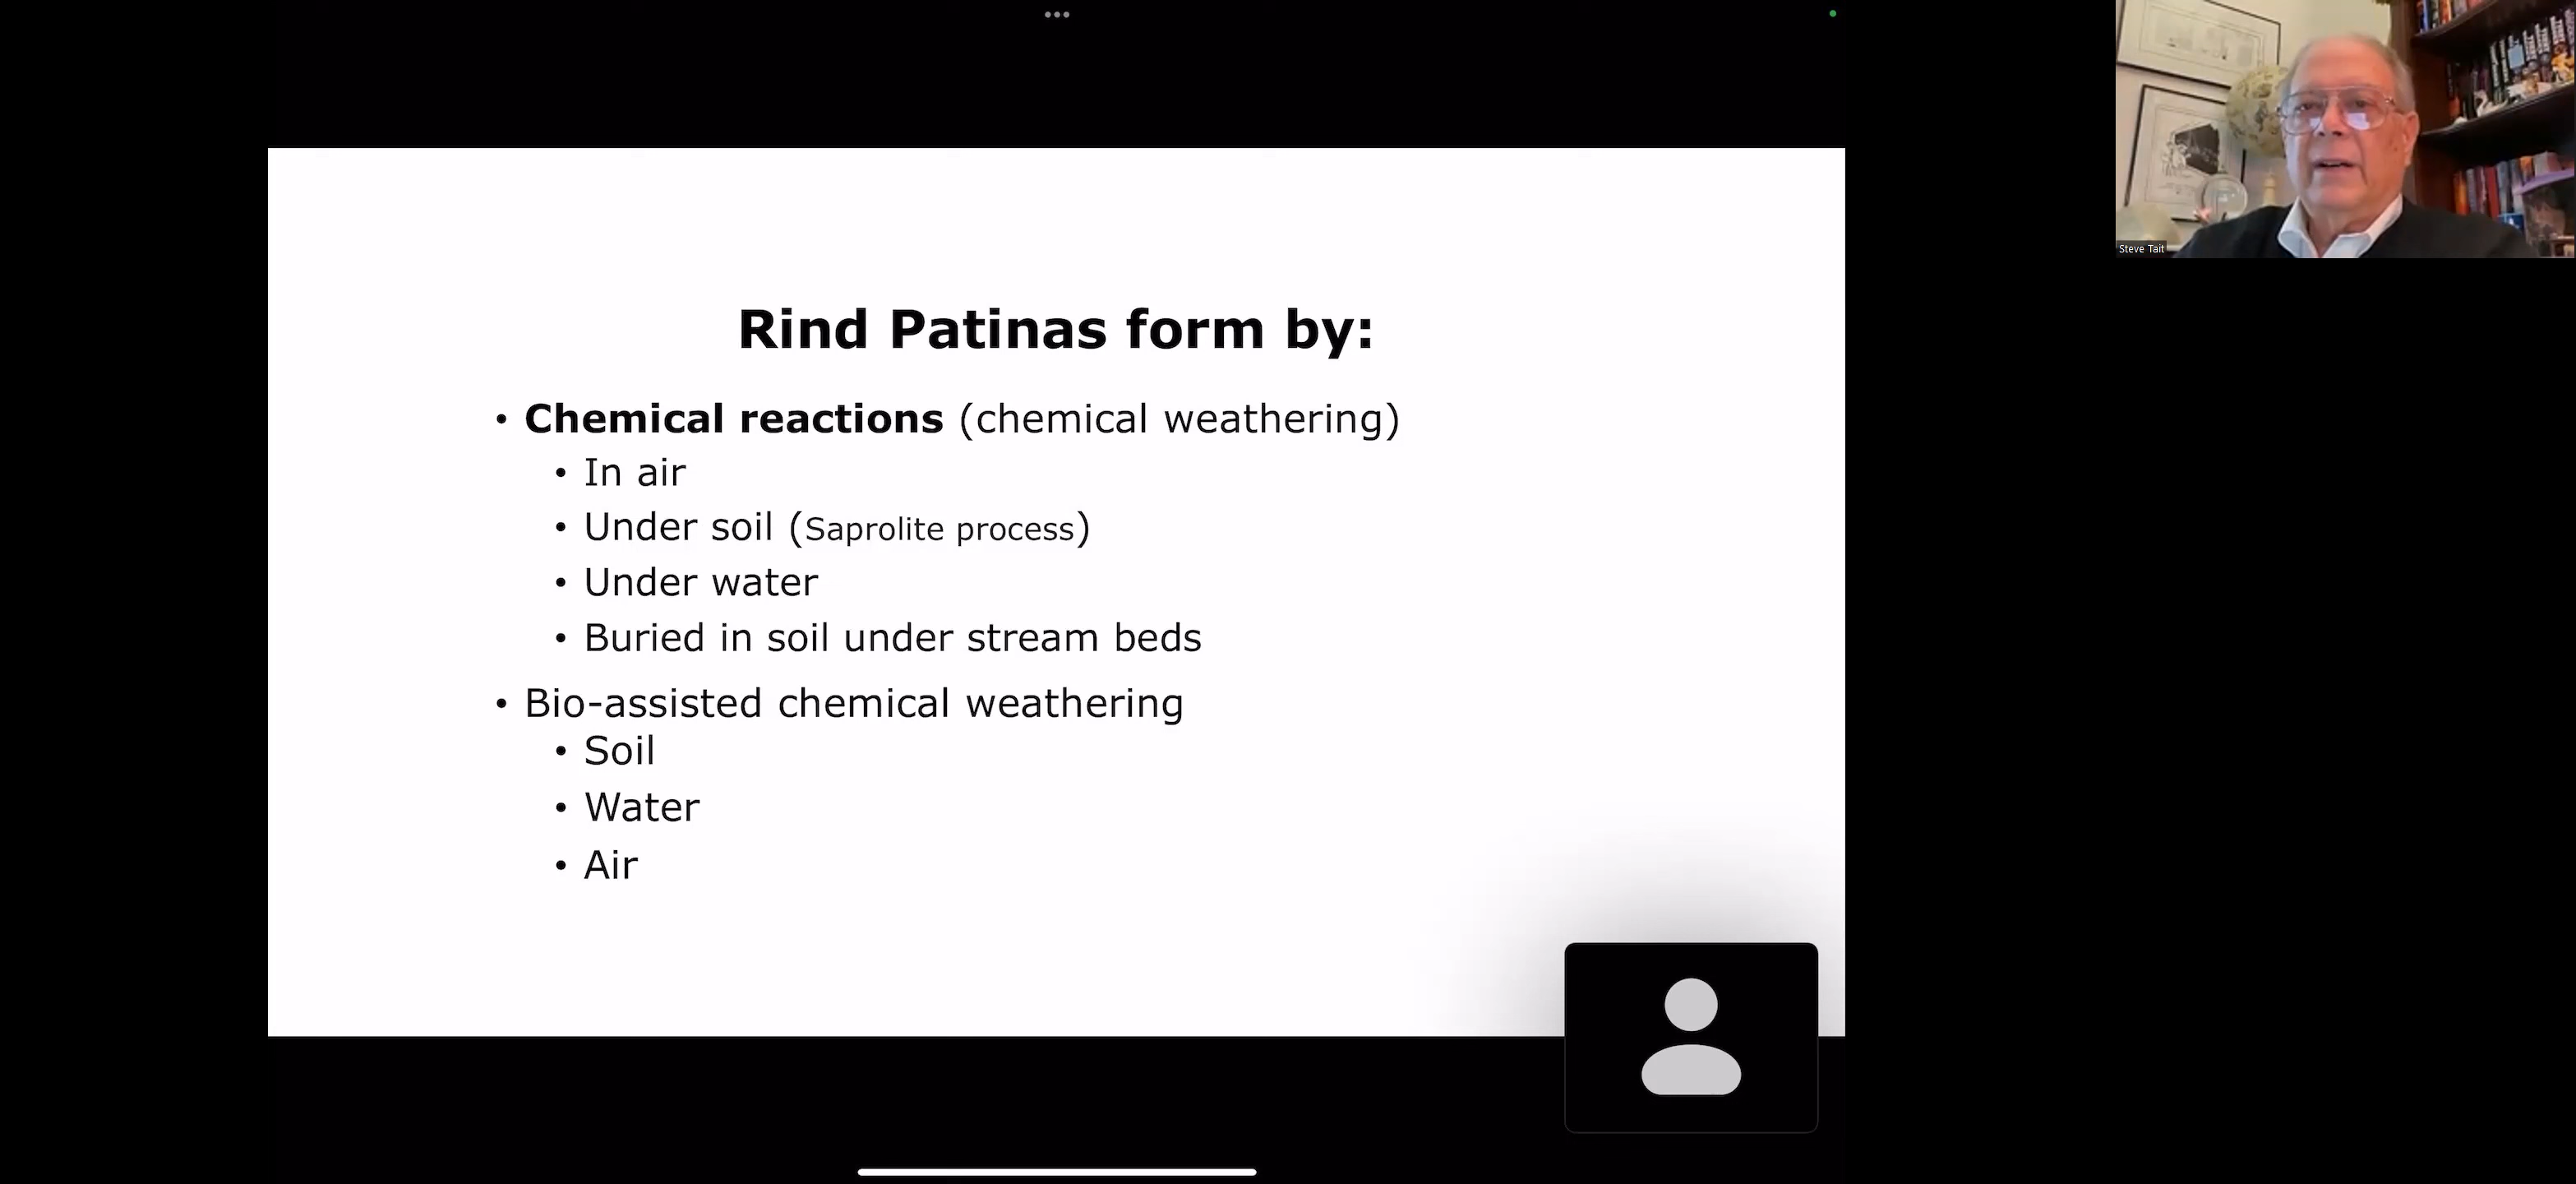 Steve Tait
Rind Patinas form by:
• Chemical reactions (chemical weathering)
• In air
• Under soil (Saprolite process)
• Under water
• Buried in soil under stream beds
• Bio-assisted chemical weathering
• Soil
• Water
• Air